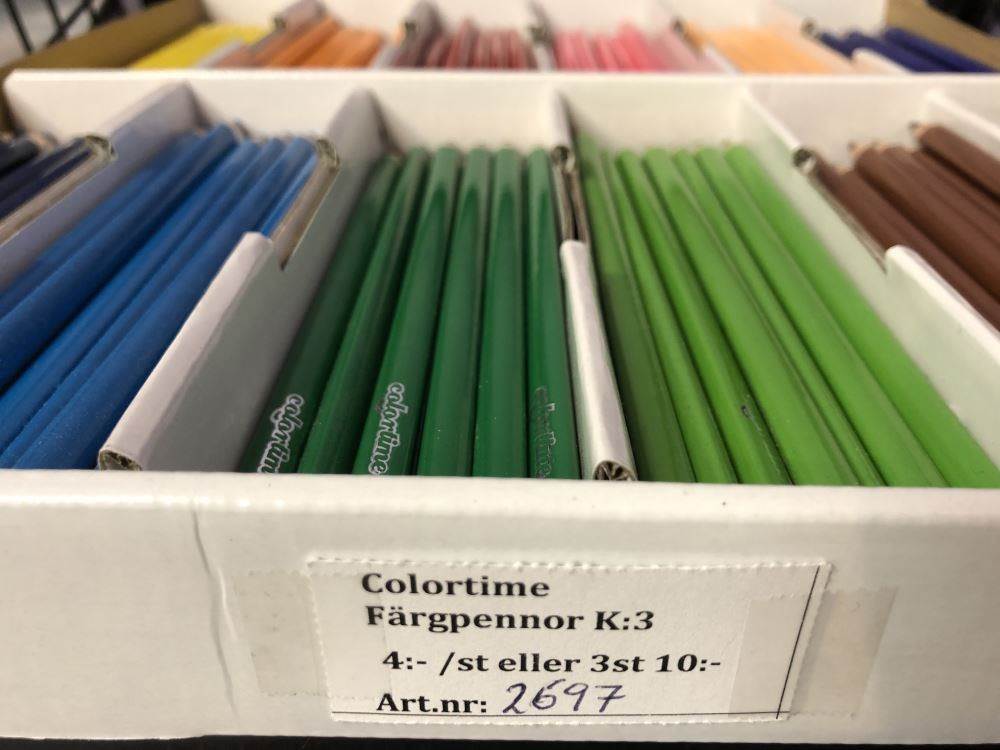 colortime
colortime
colortime
Colortime
Färgpennor K:3
4:- /st eller 3st 10:-
Art.nr: 2697